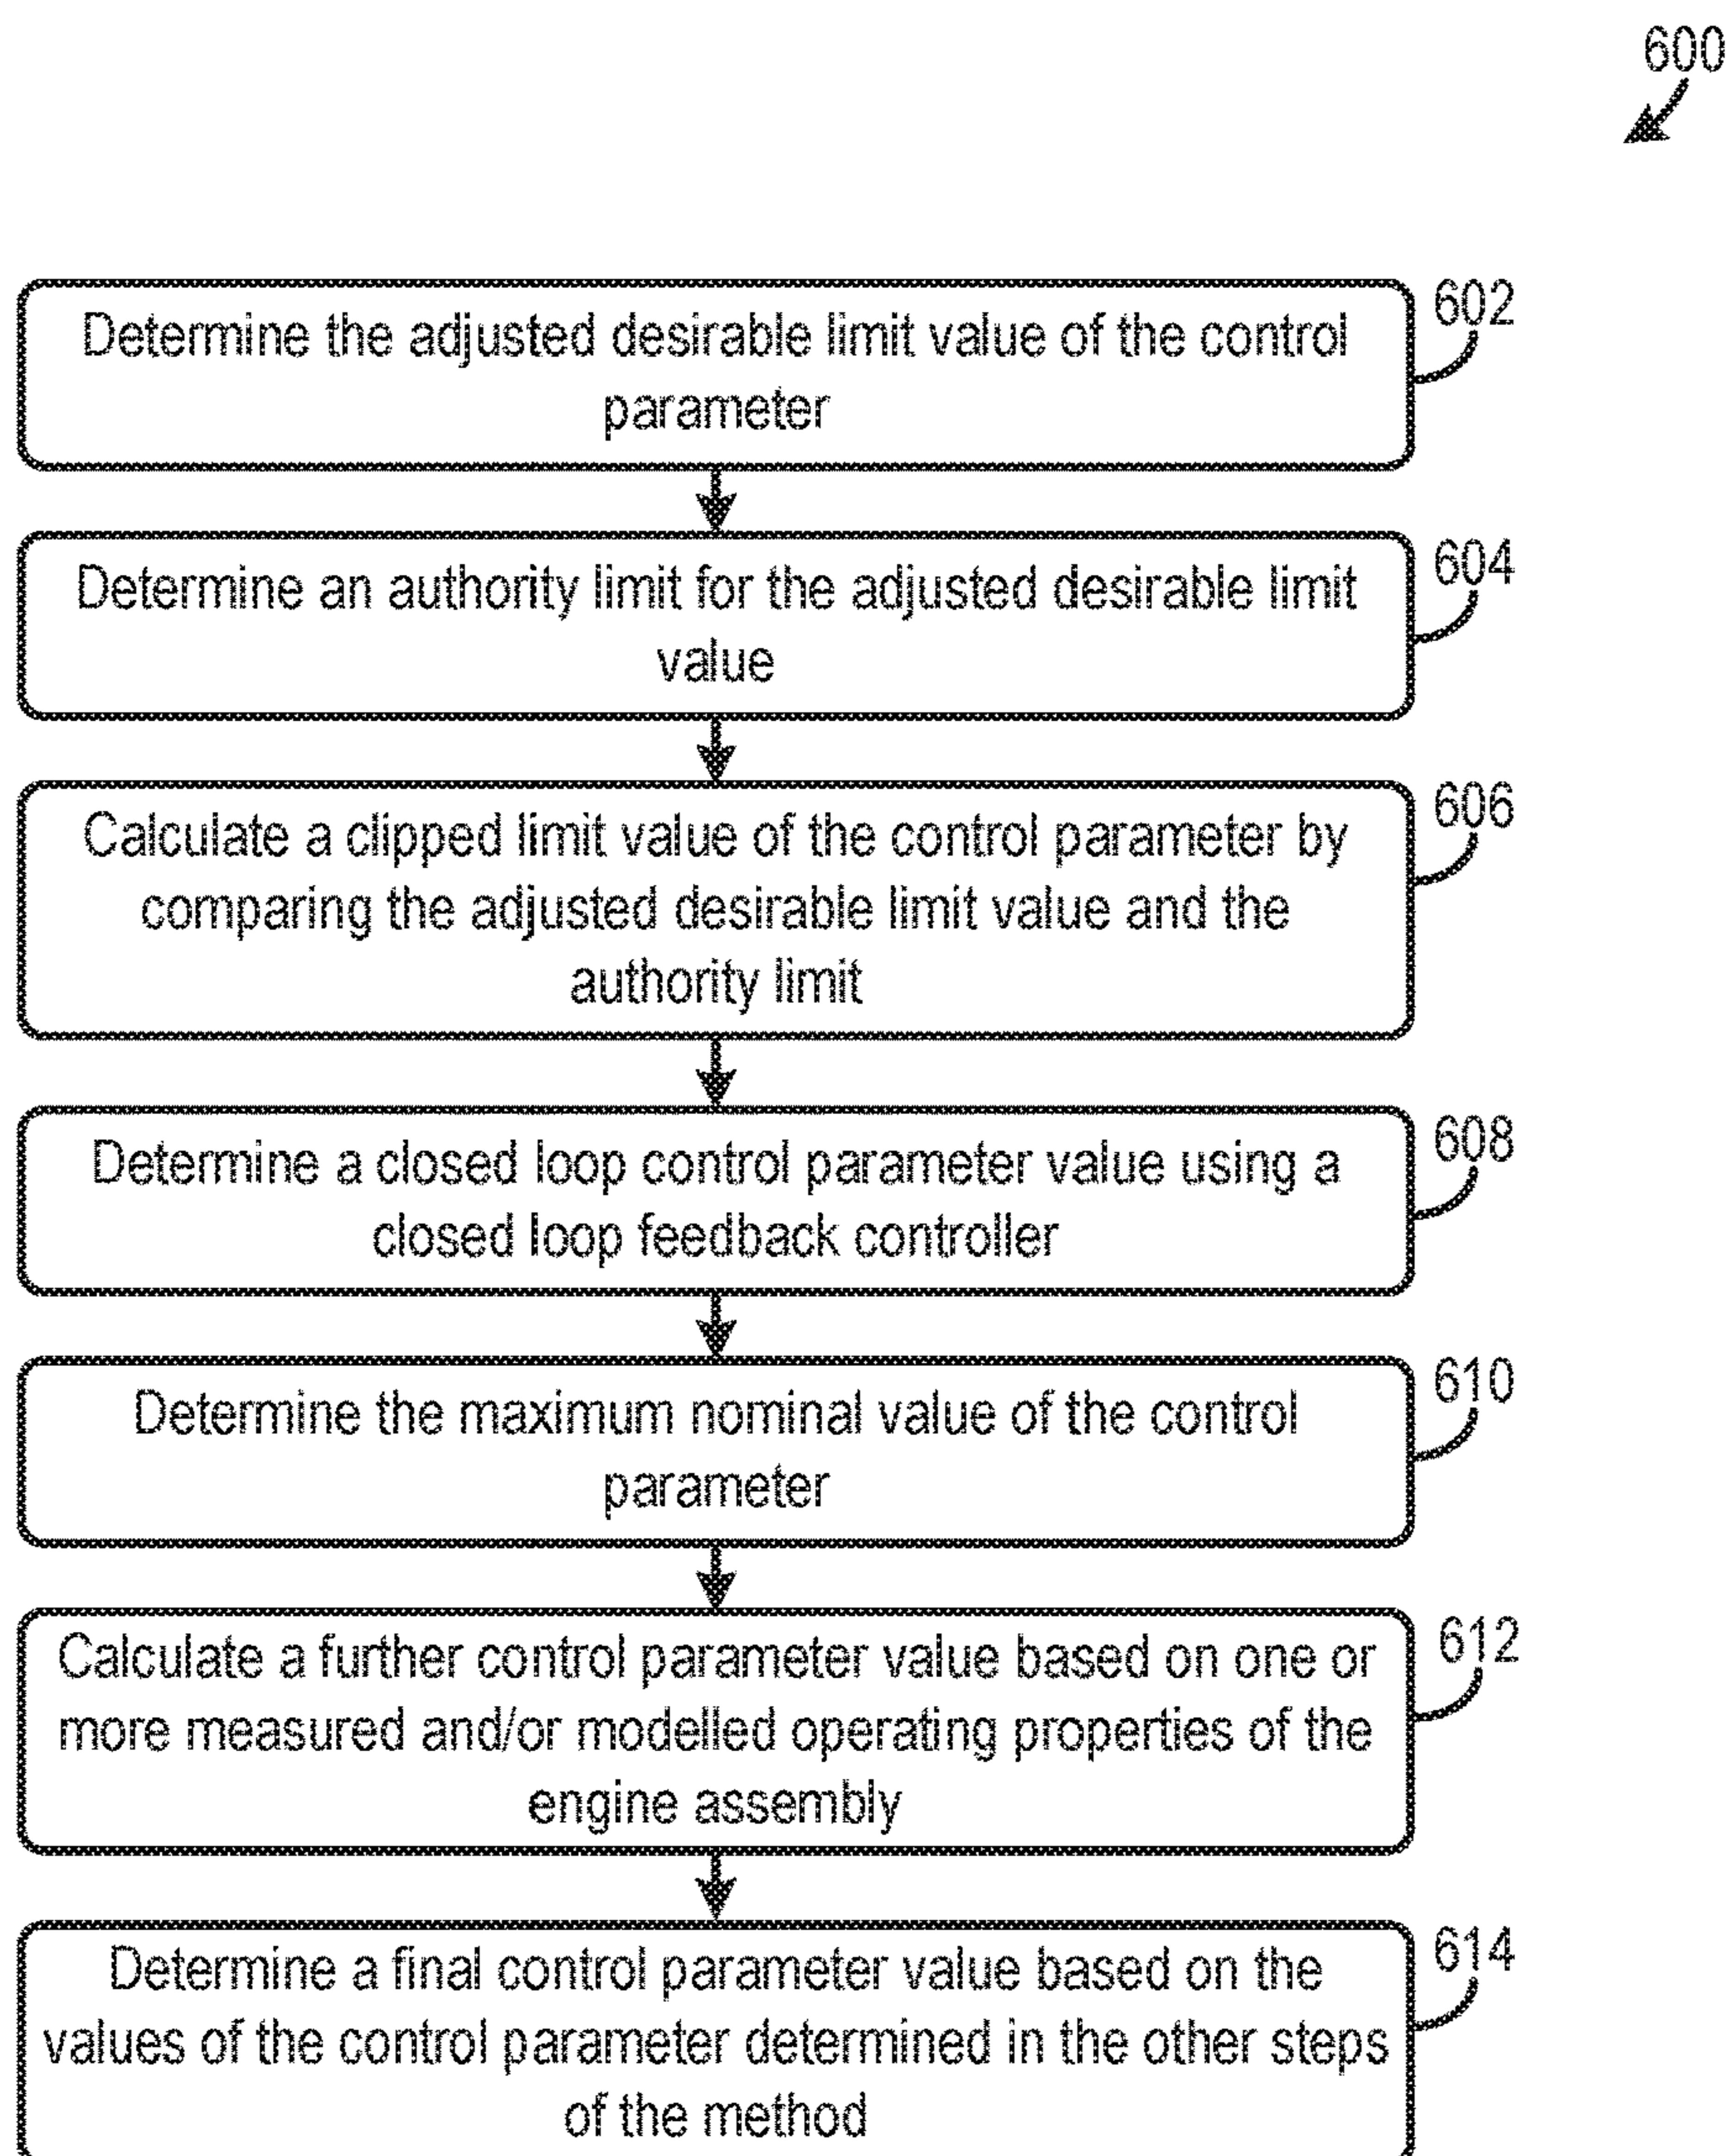 600
Determine the adjusted desirable limit value of the control
parameter
602
Determine an authority limit for the adjusted desirable limit
value
604
Calculate a clipped limit value of the control parameter by
comparing the adjusted desirable limit value and the
authority limit
606
Determine a closed loop control parameter value using a
closed loop feedback controller
608
Determine the maximum nominal value of the control
parameter
610
Calculate a further control parameter value based on one or
more measured and/or modelled operating properties of the
engine assembly
612
Determine a final control parameter value based on the
values of the control parameter determined in the other steps
of the method
614